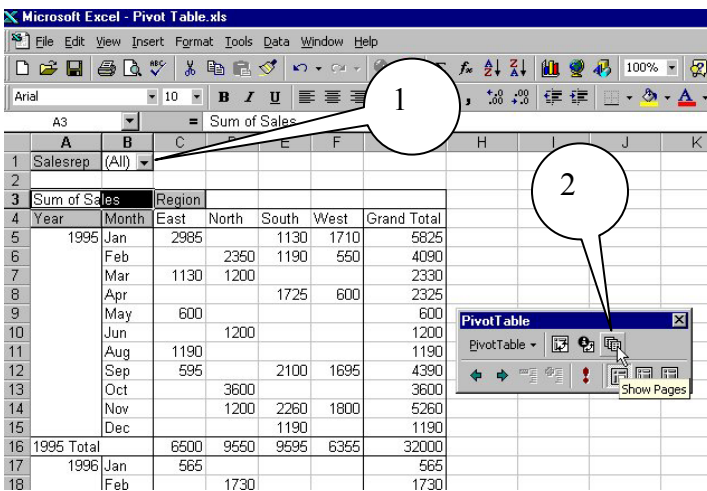 Microsoft Excel - Pivot Table.xls
File Edit View Insert Format Tools Data Window Help
100%
Arial 10 B I U
A3 = Sum of Sales
A B C E F H I J K
1 Salesrep (All)
2
3 Sum of Sales Region
4 Year Month East North South West Grand Total
5 1995 Jan 2985 1130 1710 5825
6 Feb 2350 1190 550 4090
7 Mar 1130 1200 2330
8 Apr 1725 600 2325
9 May 600 600
10 Jun 1200 1200
11 Aug 1190 1190
12 Sep 595 2100 1695 4390
13 Oct 3600 3600
14 Nov 1200 2260 1800 5260
15 Dec 1190 1190
16 1995 Total 6500 9550 9595 6355 32000
17 1996 Jan 565 565
18 Feb 1730 1730
1
2
PivotTable
PivotTable
Show Pages